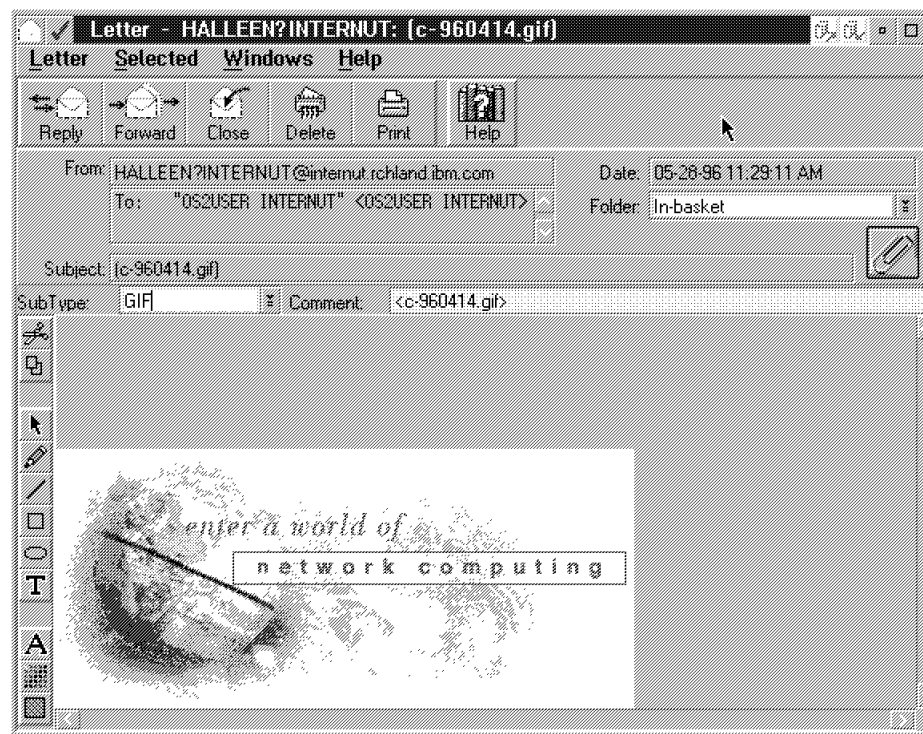 Letter - HALLEEN?INTERNUT: (c-960414.gif)
Letter Selected Windows Help
Reply Forward Close Delete Print Help
From: HALLEEN?INTERNUT@internut.rchland.ibm.com Date: 05-28-96 11:29:11 AM
To: "OS2USER INTERNUT" <OS2USER INTERNUT> Folder: In-basket
Subject: (c-960414.gif)
SubType: GIF Comment: <c-960414.gif>
enter a world of
network computing
T
A